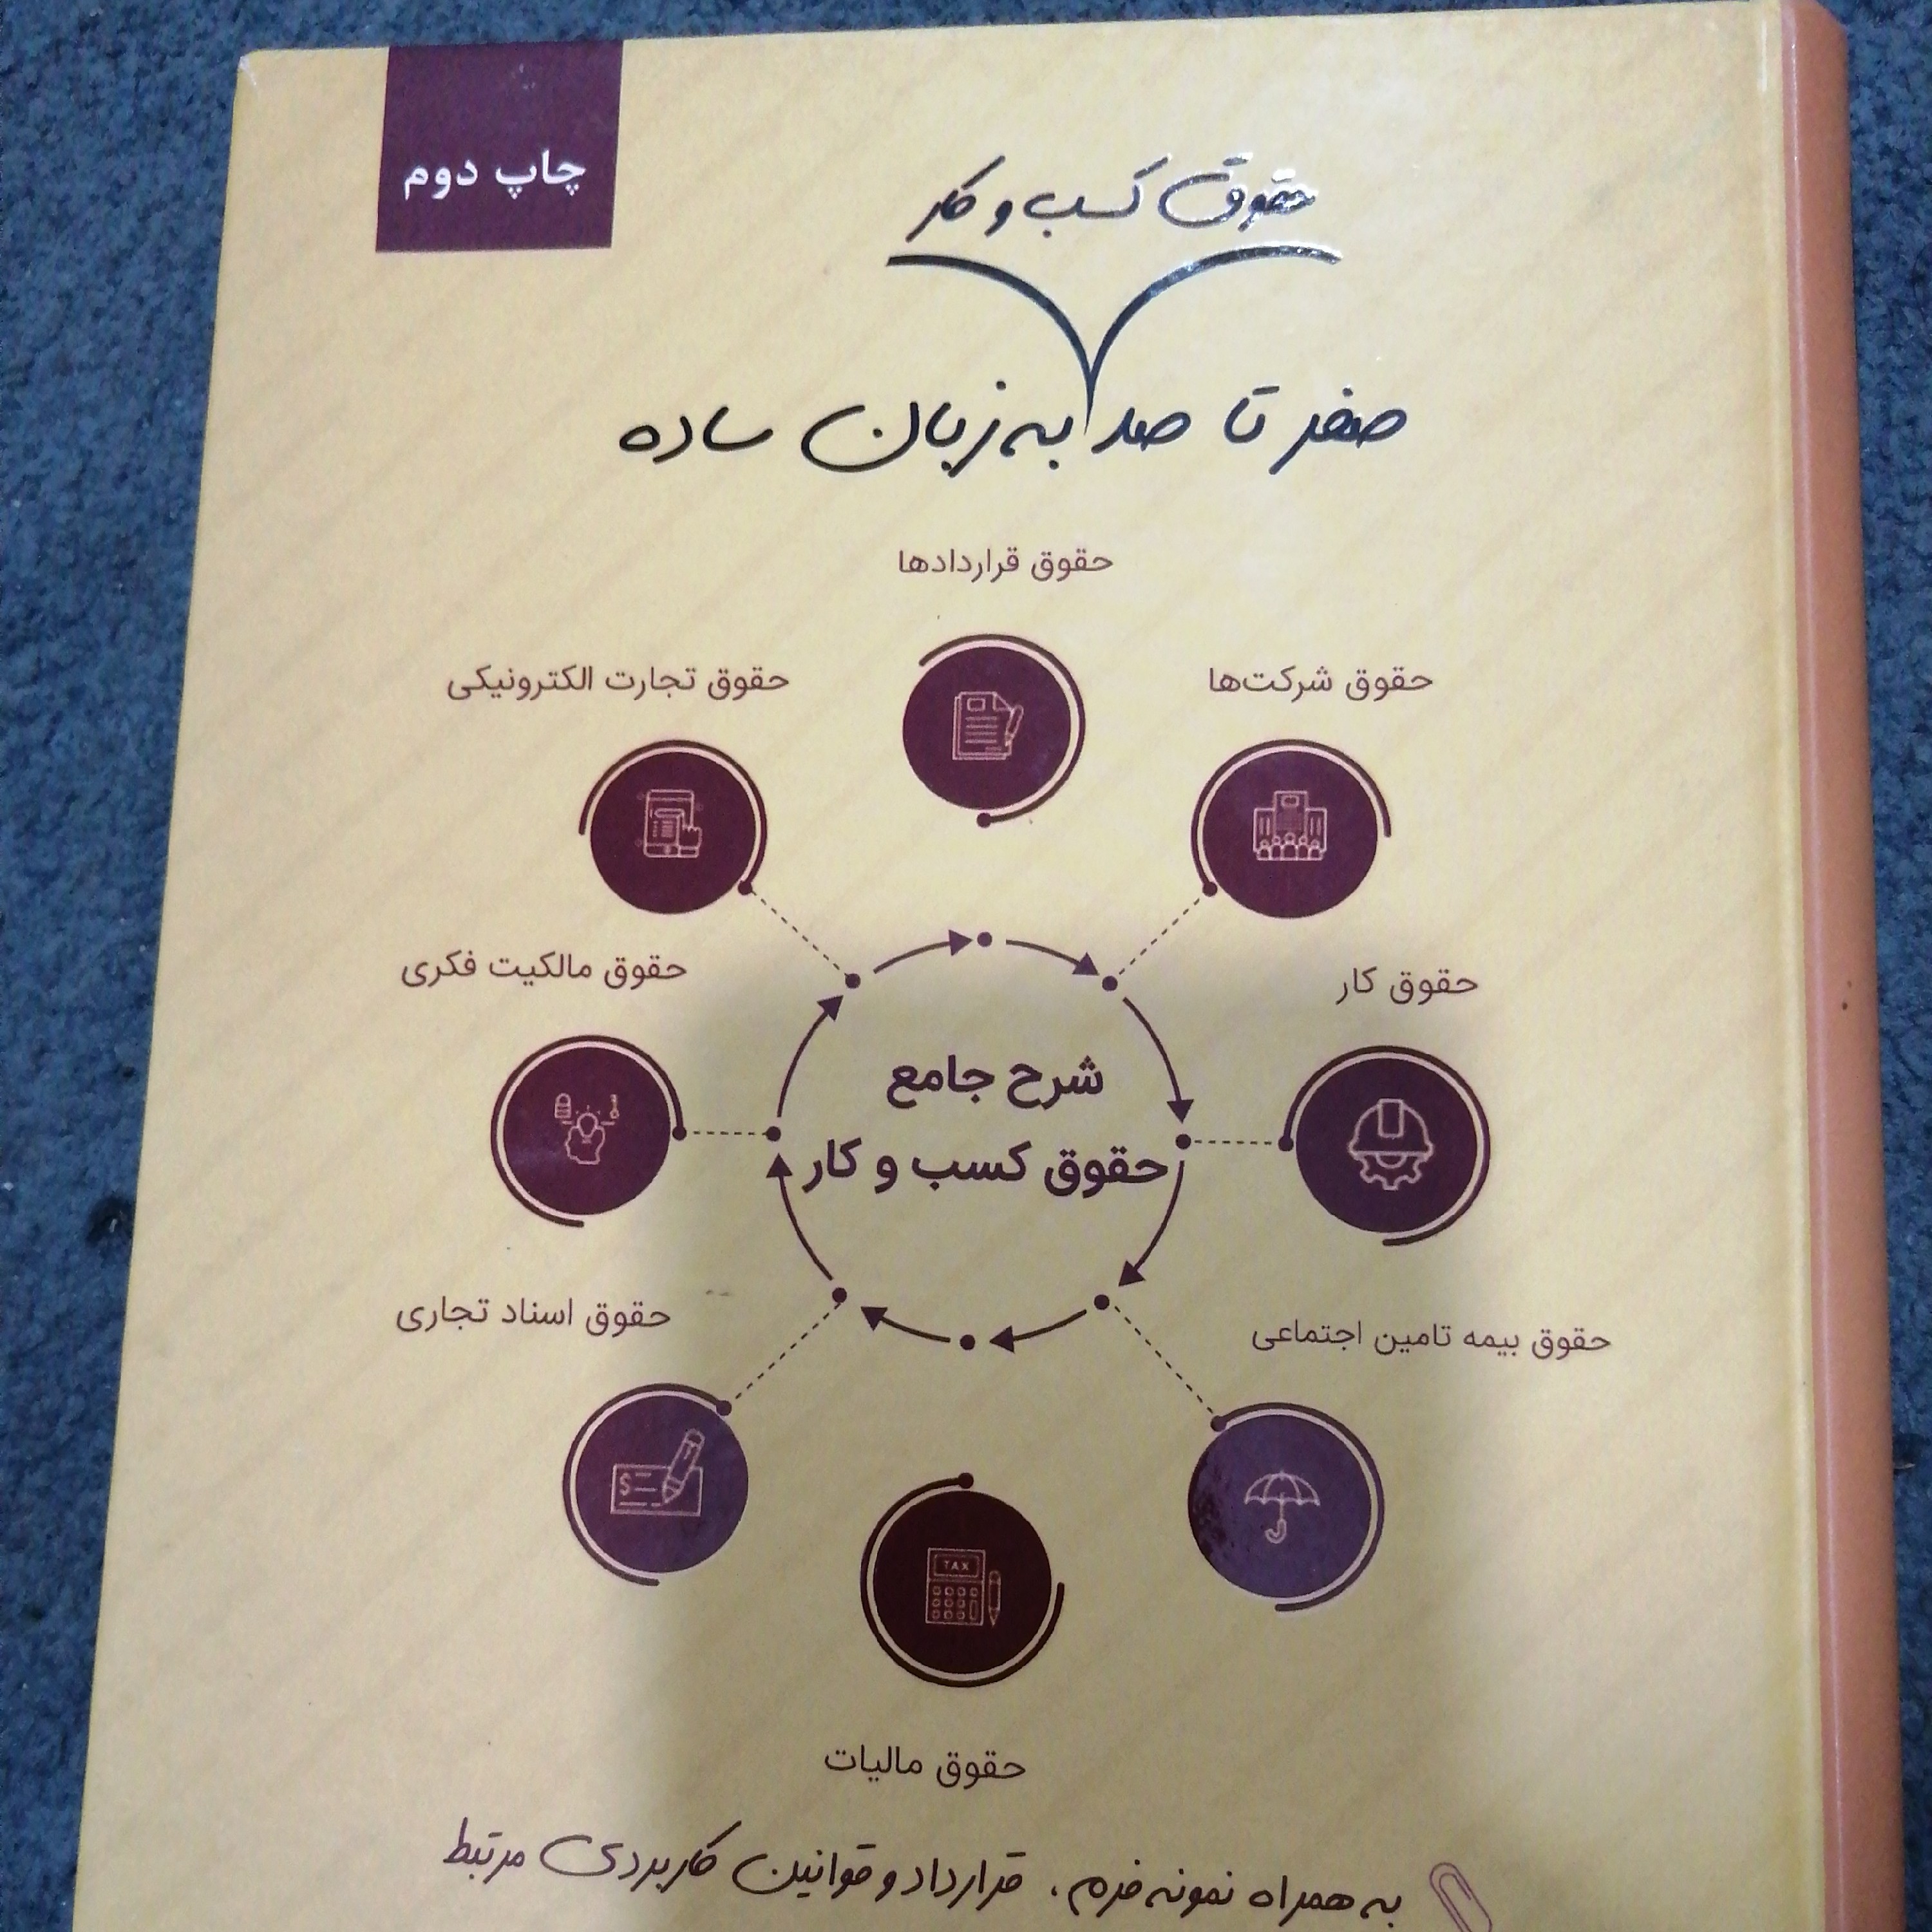 چاپ دوم
حقوق کسب و کار
صفر تا صد به زبان ساده
حقوق قراردادها
حقوق تجارت الکترونیکی
حقوق شرکت‌ها
حقوق مالکیت فکری
حقوق کار
شرح جامع
حقوق کسب و کار
حقوق اسناد تجاری
حقوق بیمه تامین اجتماعی
$
TAX
حقوق مالیات
به همراه نمونه فرم، قرارداد و قوانین کاربردی مرتبط